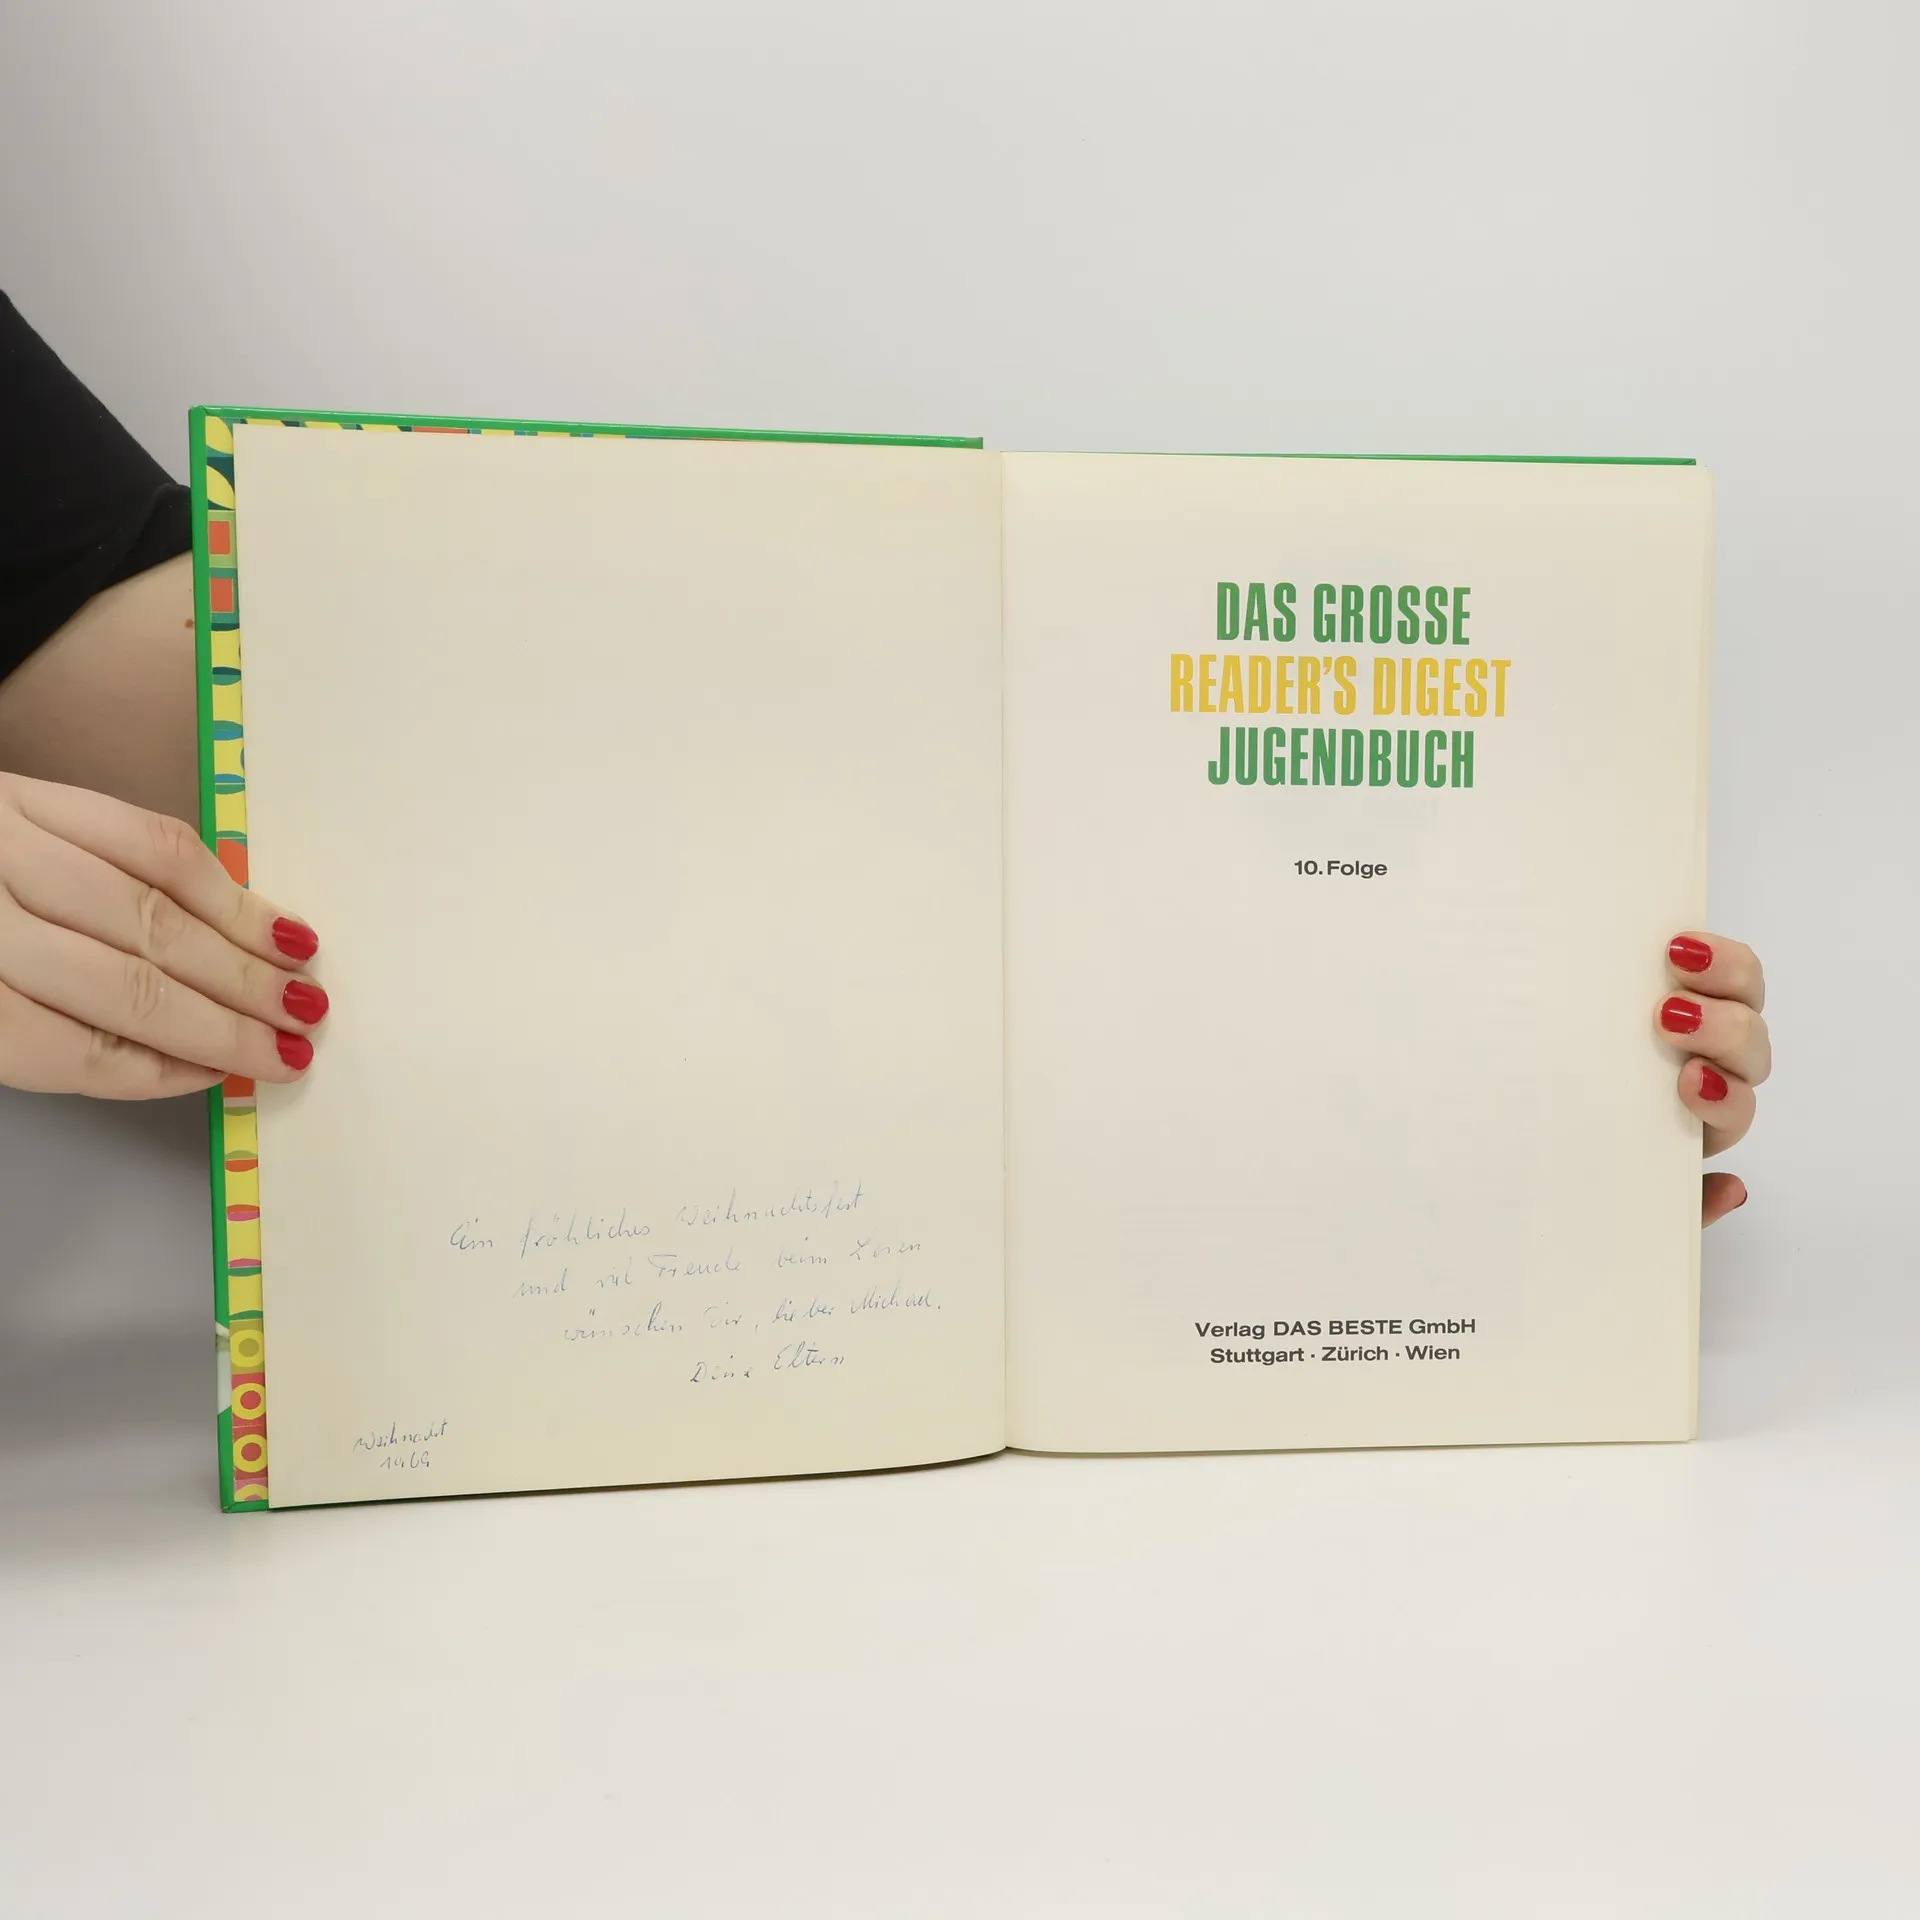 Ein fröhliches Weihnachtsfest
und viel Freude beim Lesen
wünschen Dir, lieber Michael.
Deine Eltern
Weihnacht
1969
DAS GROSSE
READER'S DIGEST
JUGENDBUCH
10. Folge
Verlag DAS BESTE GmbH
Stuttgart · Zürich · Wien